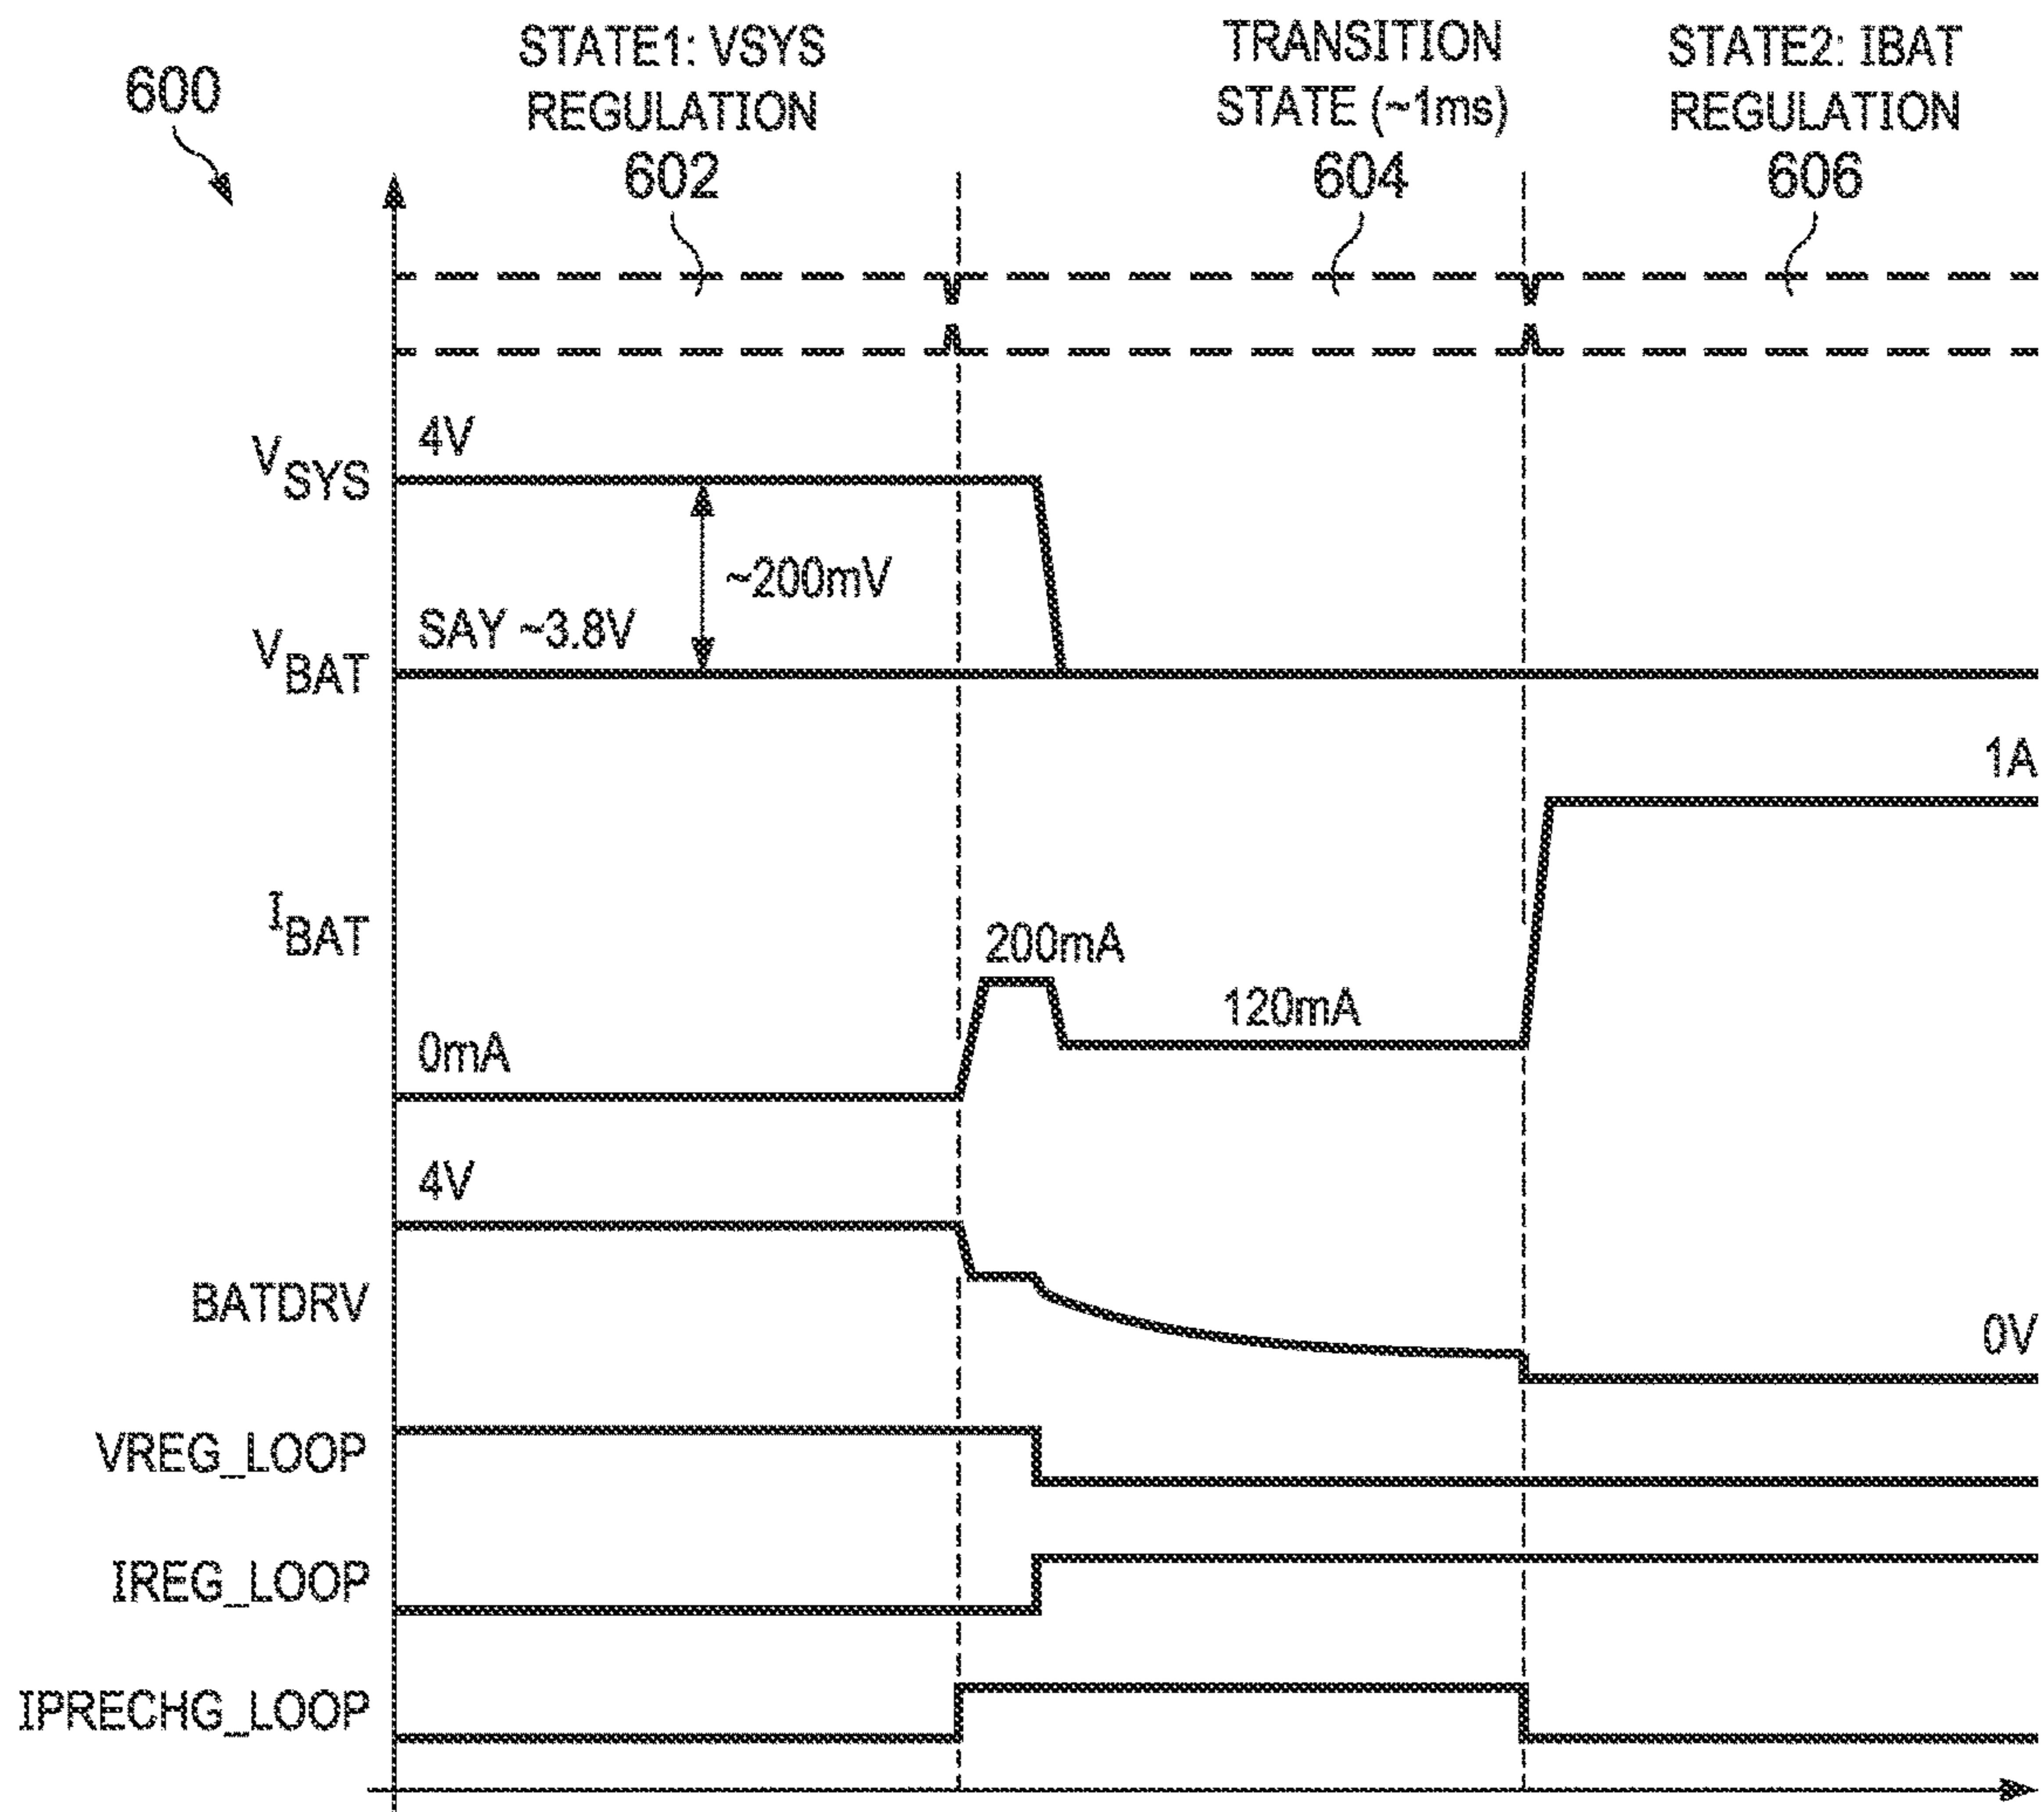 600
STATE1: VSYS
REGULATION
602
TRANSITION
STATE (~1ms)
604
STATE2: IBAT
REGULATION
606
VSYS
4V
~200mV
VBAT
SAY ~3.8V
1A
IBAT
200mA
120mA
0mA
4V
BATDRV
0V
VREG_LOOP
IREG_LOOP
IPRECHG_LOOP